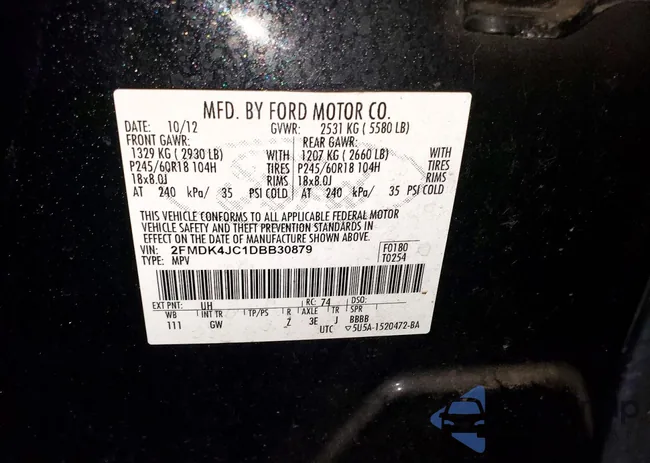 MFD. BY FORD MOTOR CO.
DATE: 10/12 GVWR: 2531 KG ( 5580 LB)
FRONT GAWR: REAR GAWR:
1329 KG ( 2930 LB) WITH 1207 KG ( 2660 LB) WITH
P245/60R18 104H TIRES P245/60R18 104H TIRES
18x8.0J RIMS 18x8.0J RIMS
AT 240 kPa/ 35 PSI COLD AT 240 kPa/ 35 PSI COLD
THIS VEHICLE CONFORMS TO ALL APPLICABLE FEDERAL MOTOR
VEHICLE SAFETY AND THEFT PREVENTION STANDARDS IN
EFFECT ON THE DATE OF MANUFACTURE SHOWN ABOVE.
VIN: 2FMDK4JC1DBB30879 F0180
TYPE: MPV T0254
EXT PNT: UH RC: 74 DSO:
WB INT TR TP/PS R AXLE TR SPR
111 GW Z 3E J BBBB
UTC ▽5U5A-1520472-BA